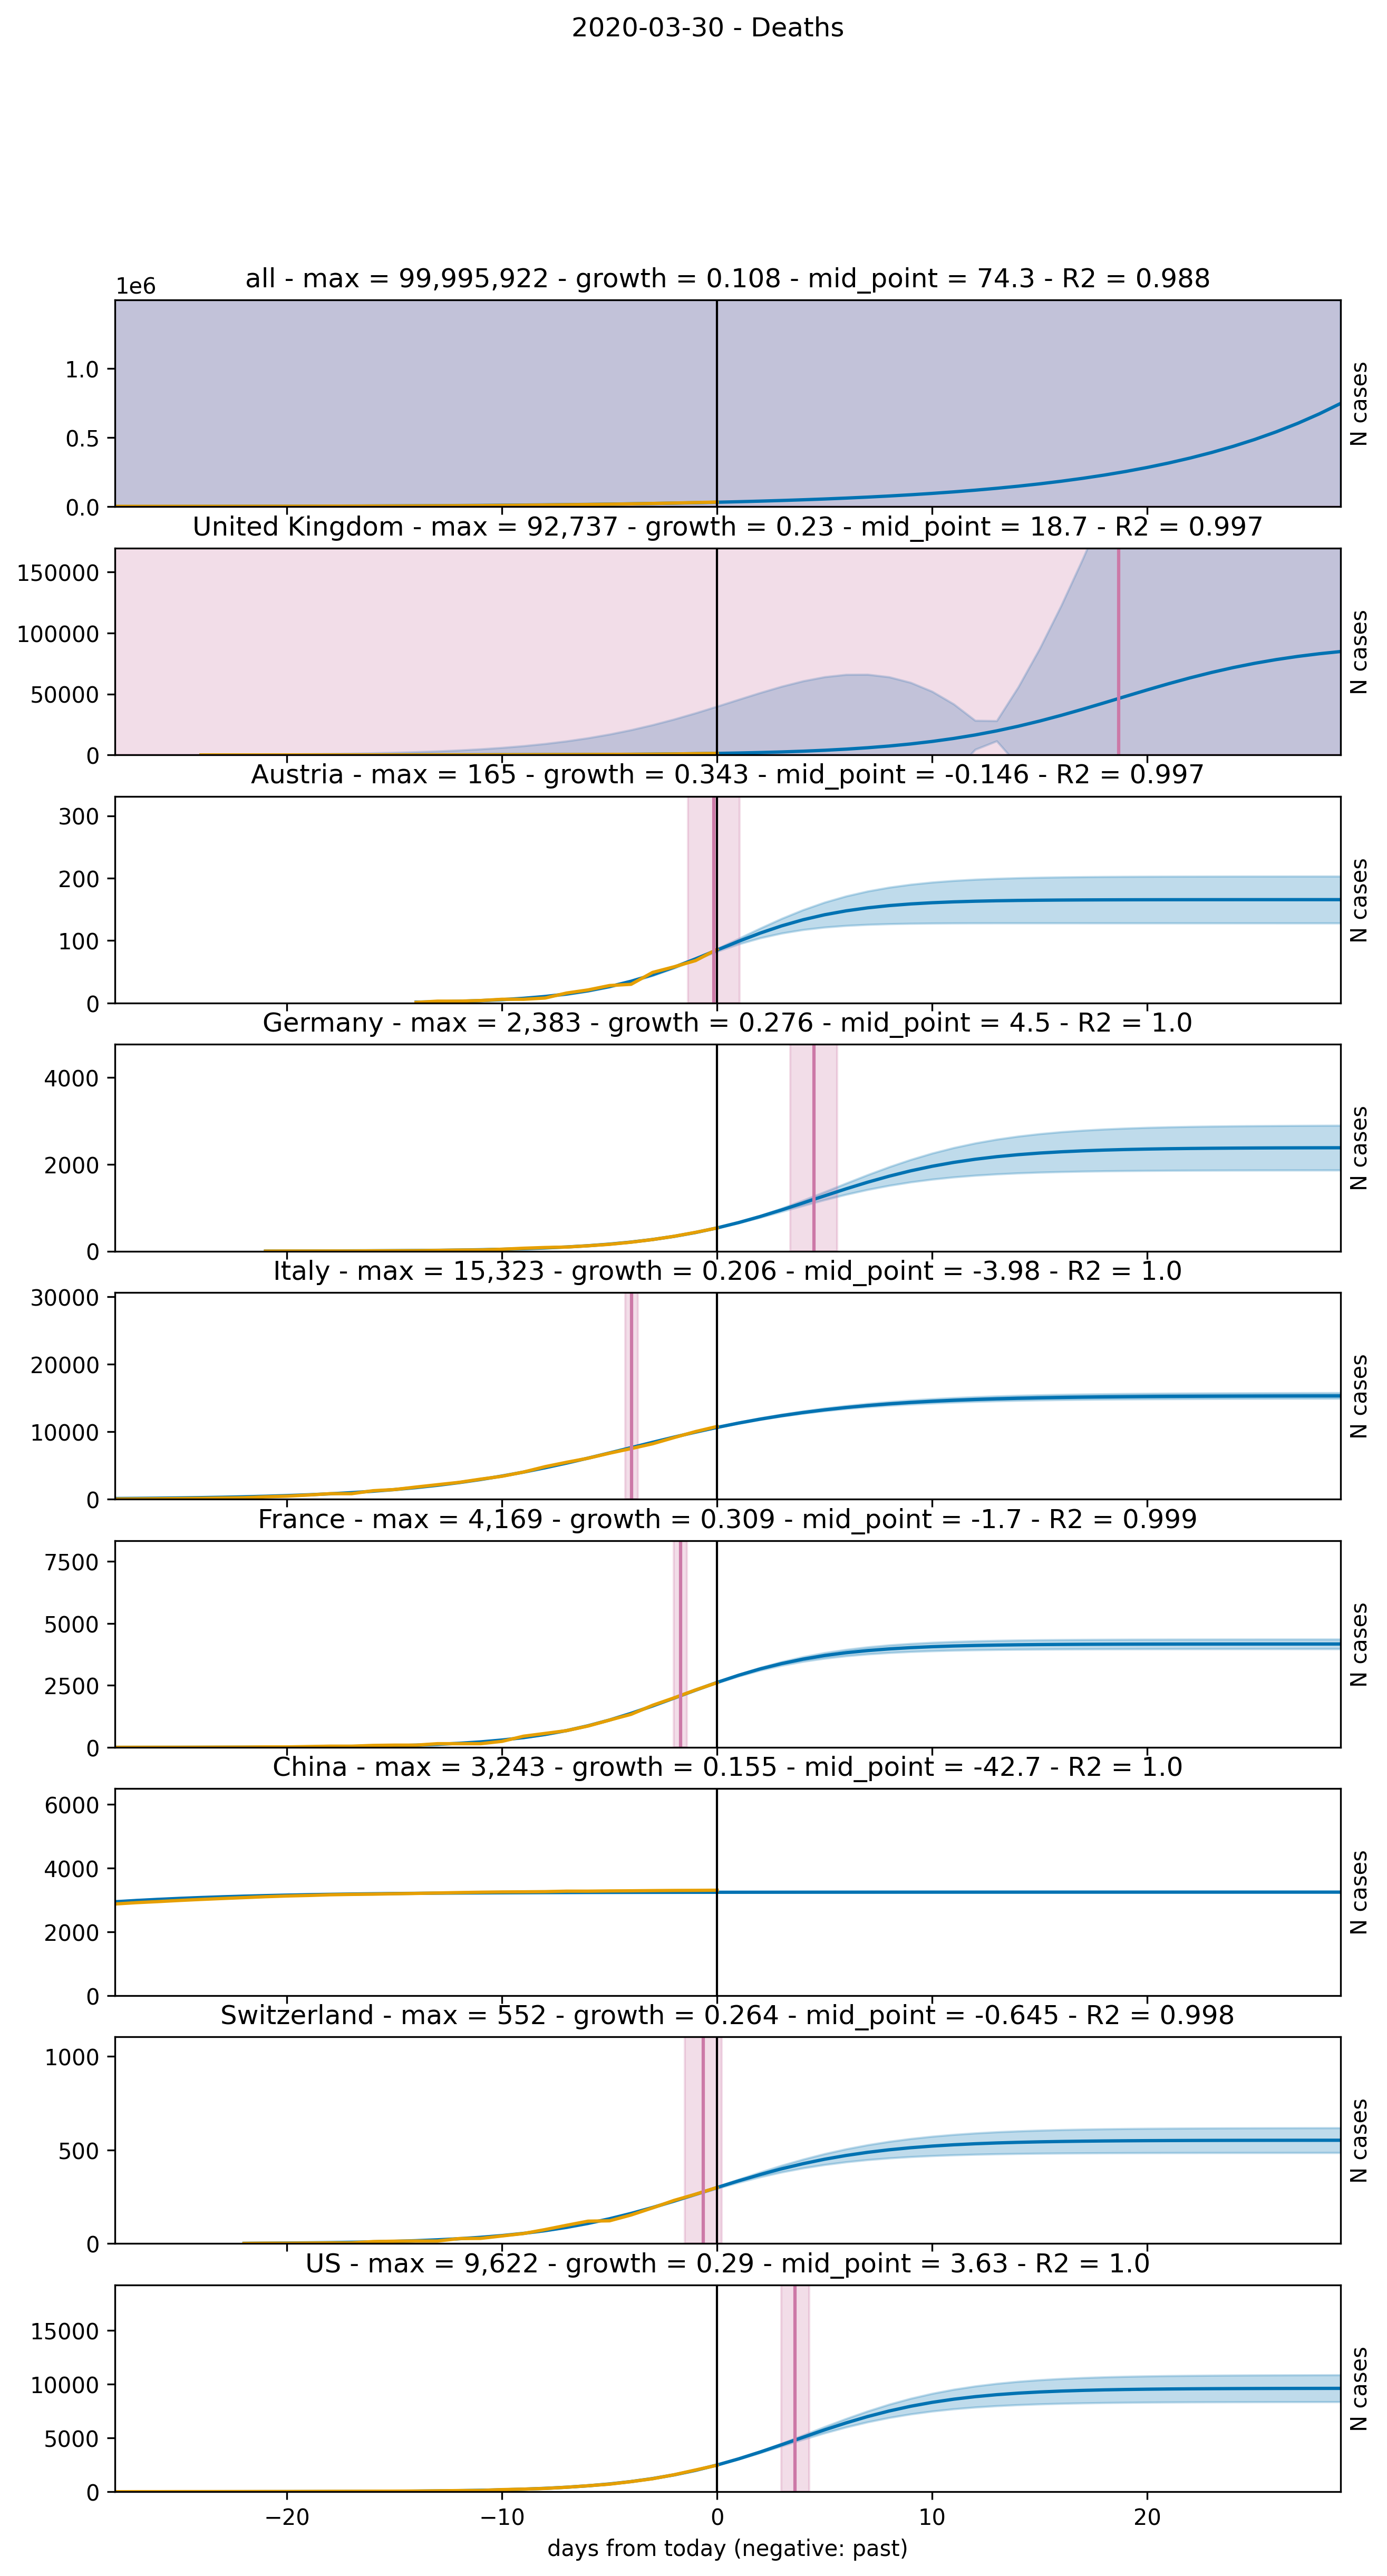 2020-03-30 - Deaths
all - max = 99,995,922 - growth = 0.108 - mid_point = 74.3 - R2 = 0.988
1e6
1.0
0.5
0.0
N cases
United Kingdom - max = 92,737 - growth = 0.23 - mid_point = 18.7 - R2 = 0.997
150000
100000
50000
0
N cases
Austria - max = 165 - growth = 0.343 - mid_point = -0.146 - R2 = 0.997
300
200
100
0
N cases
Germany - max = 2,383 - growth = 0.276 - mid_point = 4.5 - R2 = 1.0
4000
2000
0
N cases
Italy - max = 15,323 - growth = 0.206 - mid_point = -3.98 - R2 = 1.0
30000
20000
10000
0
N cases
France - max = 4,169 - growth = 0.309 - mid_point = -1.7 - R2 = 0.999
7500
5000
2500
0
N cases
China - max = 3,243 - growth = 0.155 - mid_point = -42.7 - R2 = 1.0
6000
4000
2000
0
N cases
Switzerland - max = 552 - growth = 0.264 - mid_point = -0.645 - R2 = 0.998
1000
500
0
N cases
US - max = 9,622 - growth = 0.29 - mid_point = 3.63 - R2 = 1.0
15000
10000
5000
0
N cases
−20 −10 0 10 20
days from today (negative: past)